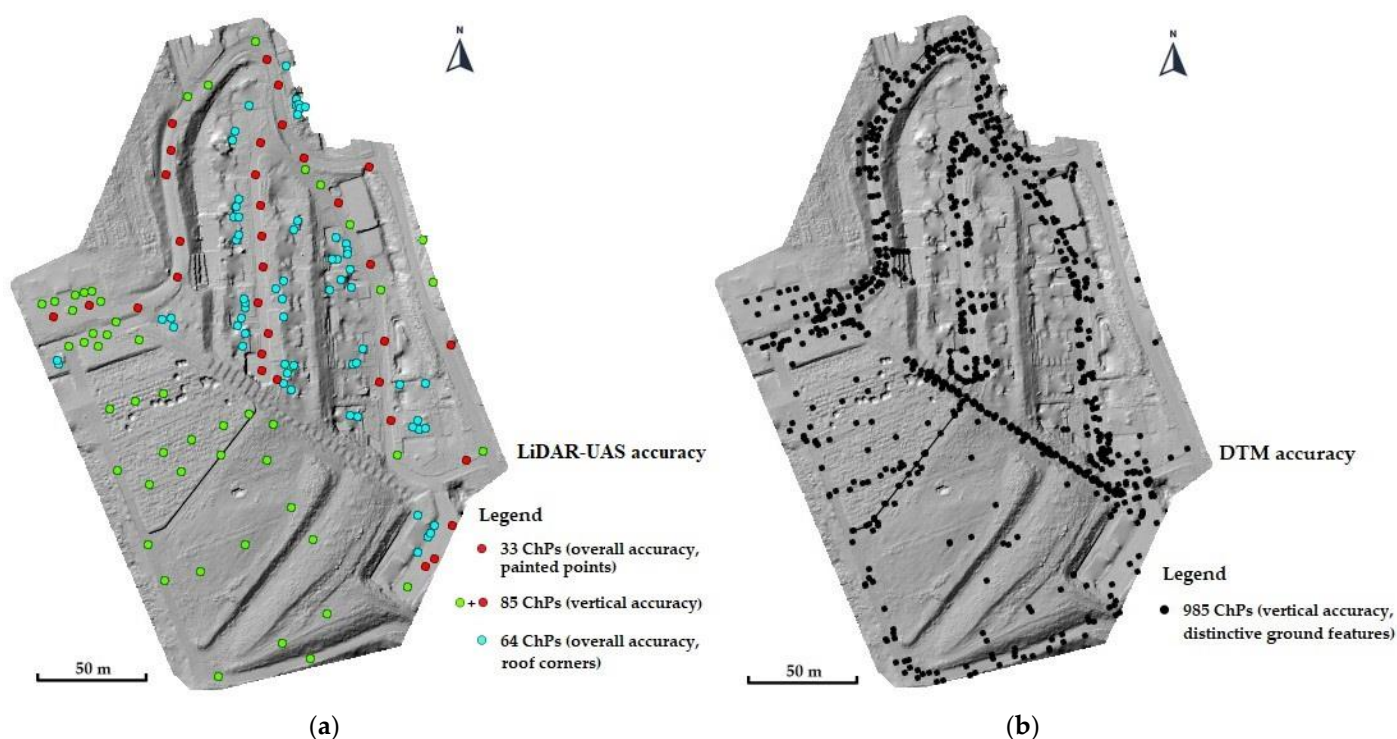 N
LiDAR-UAS accuracy
Legend
33 ChPs (overall accuracy,
painted points)
+ 85 ChPs (vertical accuracy)
64 ChPs (overall accuracy,
roof corners)
50 m
(a)
N
DTM accuracy
Legend
985 ChPs (vertical accuracy,
distinctive ground features)
50 m
(b)